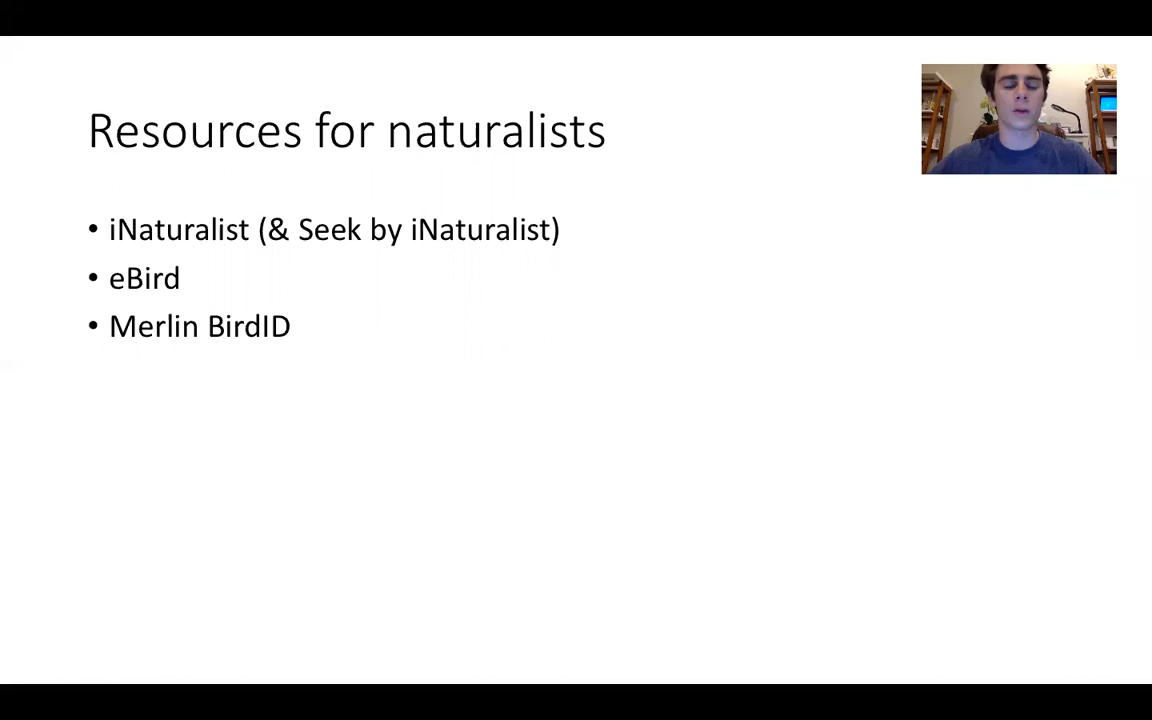 Resources for naturalists
• iNaturalist (& Seek by iNaturalist)
• eBird
• Merlin BirdID